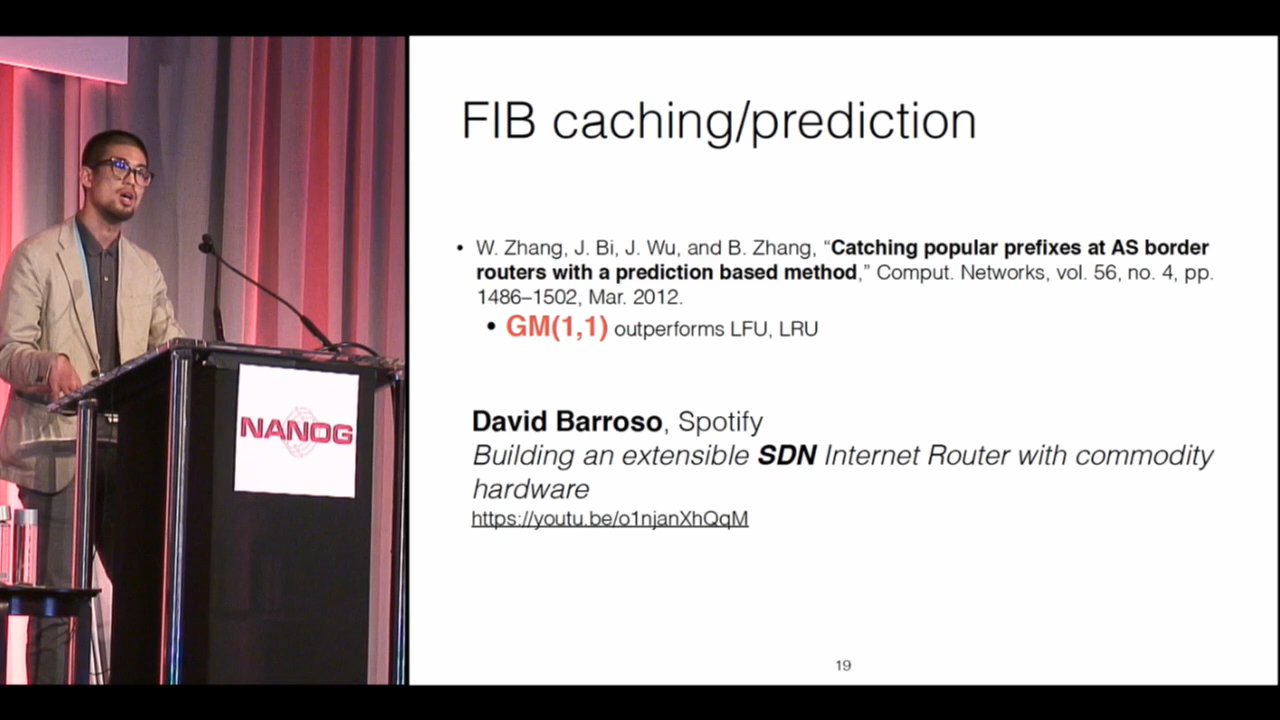 FIB caching/prediction
• W. Zhang, J. Bi, J. Wu, and B. Zhang, “Catching popular prefixes at AS border
routers with a prediction based method,” Comput. Networks, vol. 56, no. 4, pp.
1486–1502, Mar. 2012.
• GM(1,1) outperforms LFU, LRU
David Barroso, Spotify
Building an extensible SDN Internet Router with commodity
hardware
https://youtu.be/o1njanXhQqM
19
NANOG